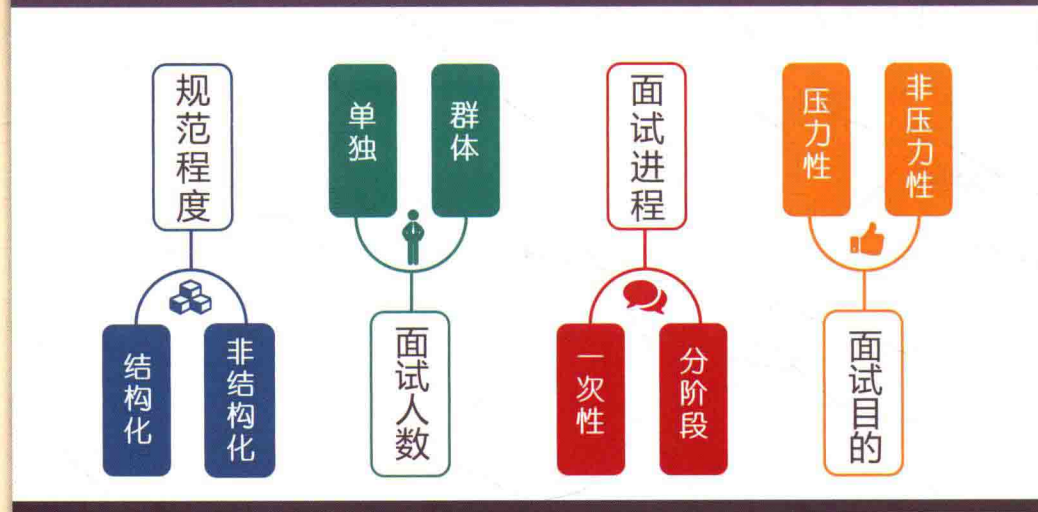 规范程度
结构化
非结构化
单独
群体
面试人数
面试进程
一次性
分阶段
压力性
非压力性
面试目的